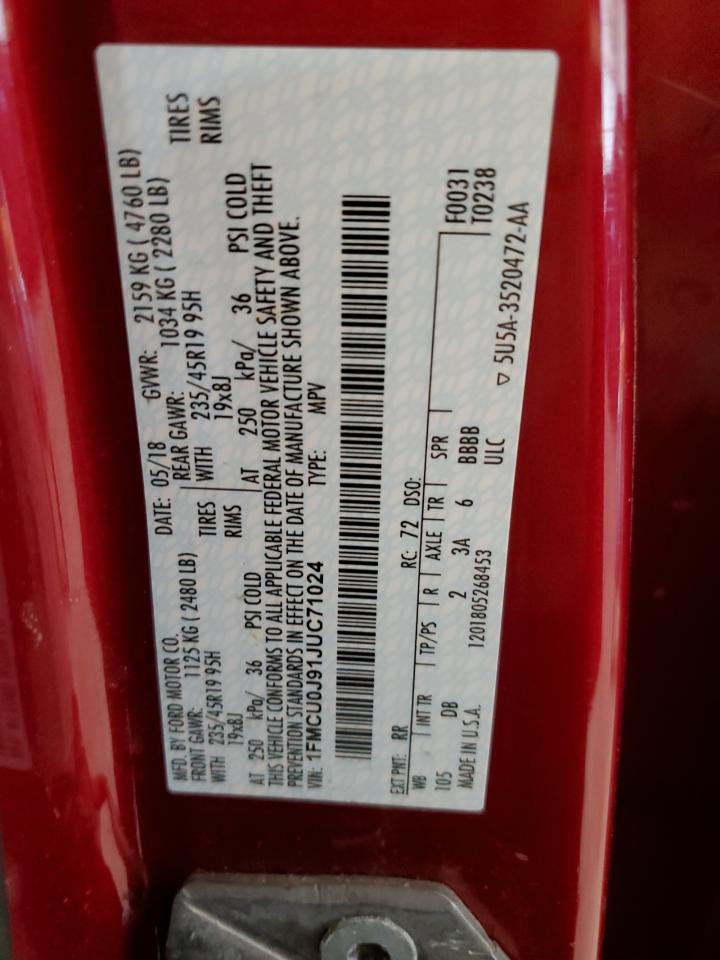 MFD. BY FORD MOTOR CO. DATE: 05/18 GVWR: 2159 KG ( 4760 LB)
FRONT GAWR: 1125 KG ( 2480 LB) REAR GAWR: 1034 KG ( 2280 LB)
WITH 235/45R19 95H TIRES WITH 235/45R19 95H TIRES
19x8J RIMS 19x8J RIMS
AT 250 kPa/ 36 PSI COLD AT 250 kPa/ 36 PSI COLD
THIS VEHICLE CONFORMS TO ALL APPLICABLE FEDERAL MOTOR VEHICLE SAFETY AND THEFT
PREVENTION STANDARDS IN EFFECT ON THE DATE OF MANUFACTURE SHOWN ABOVE.
VIN: 1FMCU0J91JUC71024 TYPE: MPV
EXT PNT: RR RC: 72 DSO:
WB INT TR TP/PS R AXLE TR SPR F0031
105 DB 2 3A 6 BBBB T0238
MADE IN U.S.A. 1201805268453 ULC
▽ 5U5A-3520472-AA